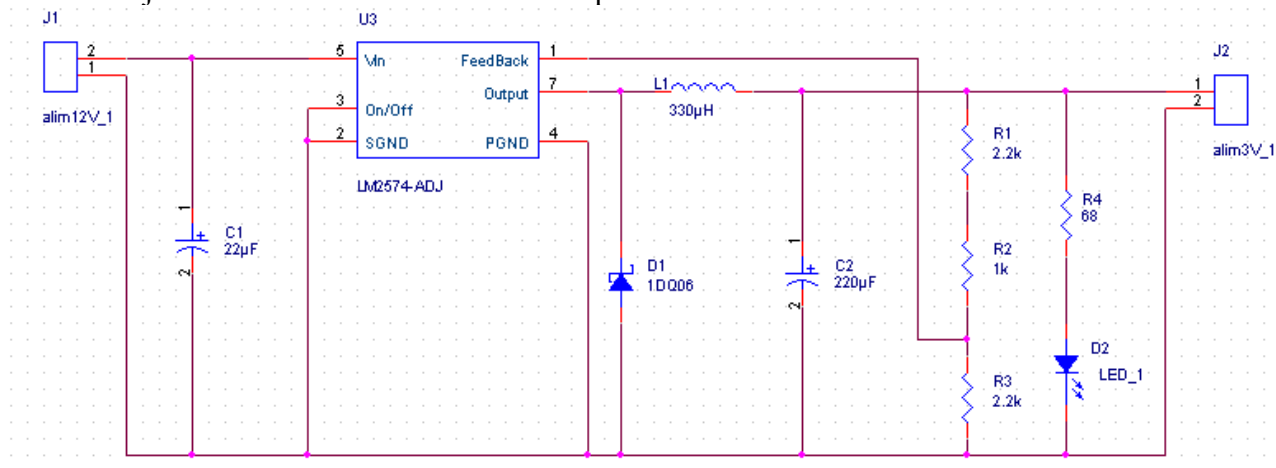 J1
2
1
alim12V_1
U3
5
Vin
FeedBack
1
Output
7
3
On/Off
2
SGND
PGND
4
LM2574-ADJ
L1
330µH
1
C1
22µF
2
D1
1DQ06
1
C2
220µF
2
R1
2.2k
R2
1k
R3
2.2k
R4
68
D2
LED_1
J2
1
2
alim3V_1